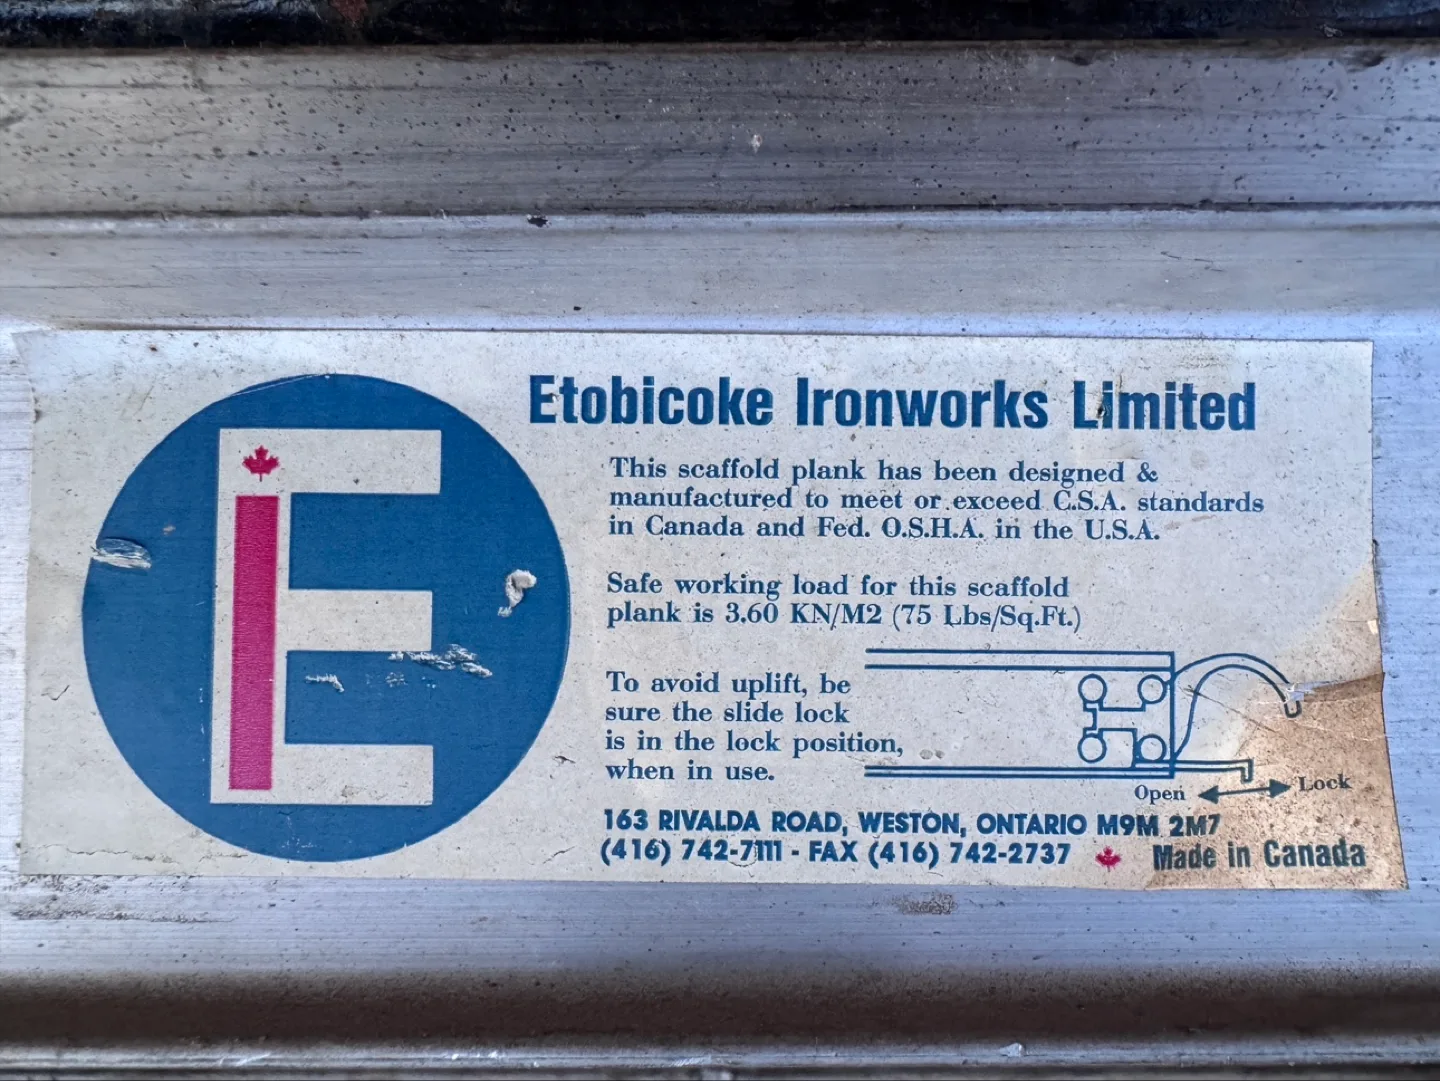 E
Etobicoke Ironworks Limited
This scaffold plank has been designed &
manufactured to meet or exceed C.S.A. standards
in Canada and Fed. O.S.H.A. in the U.S.A.
Safe working load for this scaffold
plank is 3.60 KN/M2 (75 Lbs/Sq.Ft.)
To avoid uplift, be
sure the slide lock
is in the lock position,
when in use.
Open Lock
163 RIVALDA ROAD, WESTON, ONTARIO M9M 2M7
(416) 742-7111 - FAX (416) 742-2737 Made in Canada